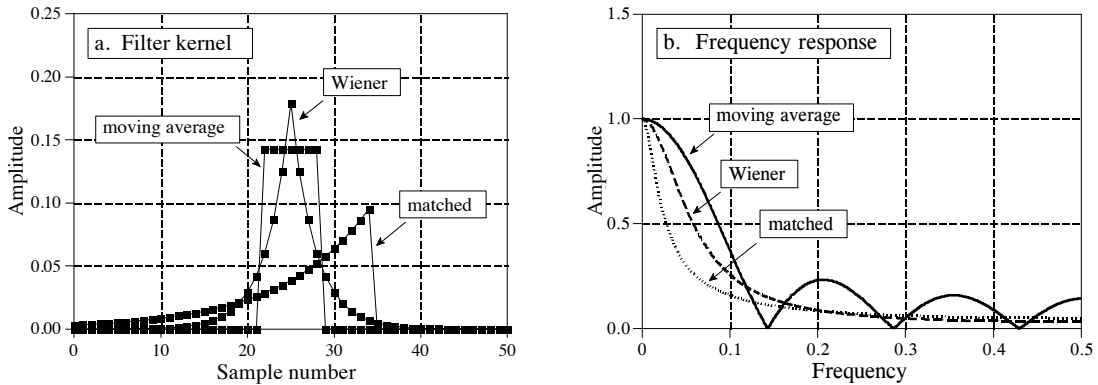 a. Filter kernel
0.25
0.20
0.15
0.10
0.05
0.00
Amplitude
Wiener
moving average
matched
0 10 20 30 40 50
Sample number
b. Frequency response
1.5
1.0
0.5
0.0
Amplitude
moving average
Wiener
matched
0 0.1 0.2 0.3 0.4 0.5
Frequency